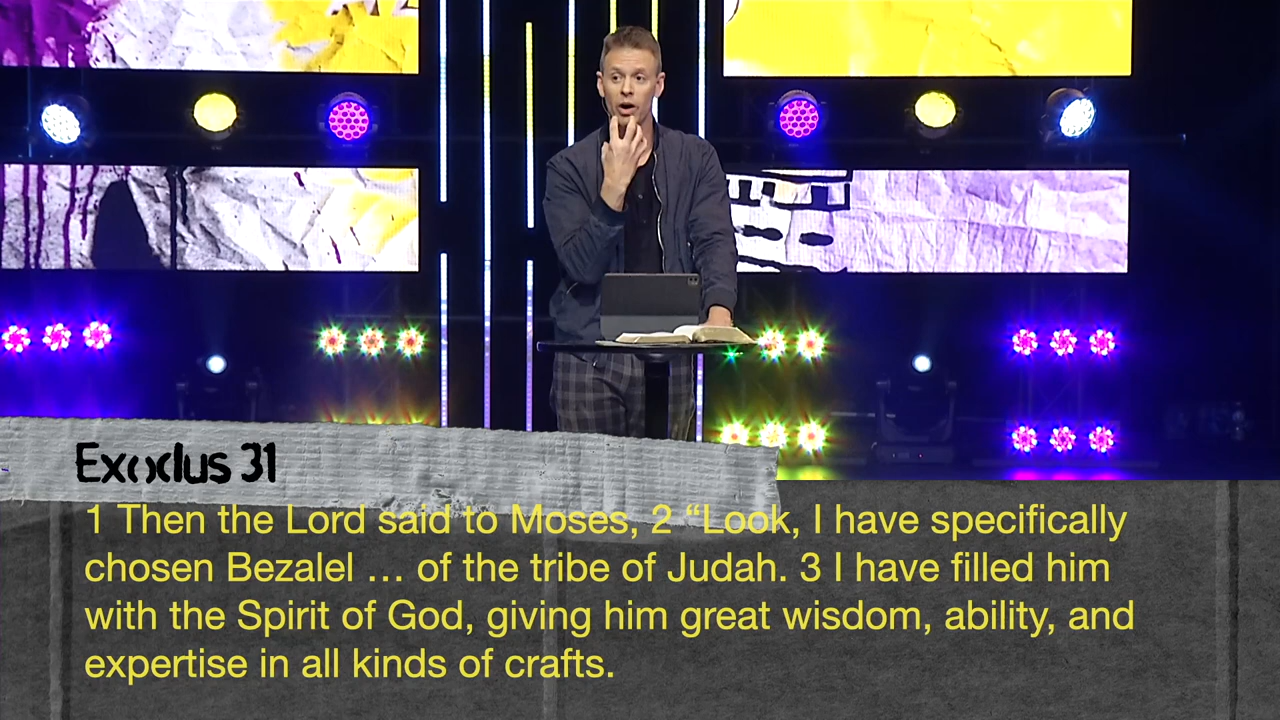 Exodus 31
1 Then the Lord said to Moses, 2 “Look, I have specifically
chosen Bezalel … of the tribe of Judah. 3 I have filled him
with the Spirit of God, giving him great wisdom, ability, and
expertise in all kinds of crafts.